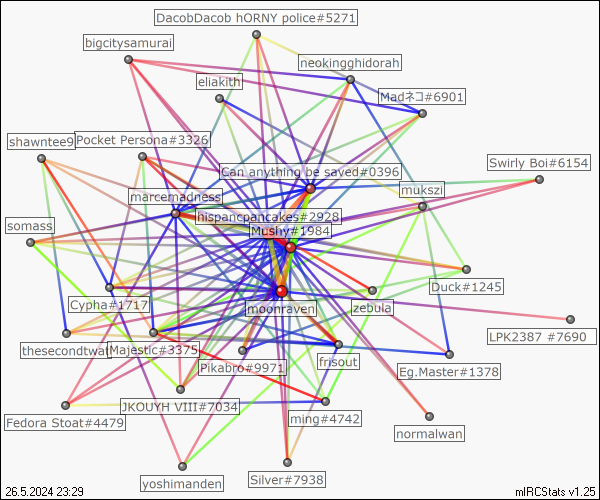 DacobDacob hORNY police#5271
bigcitysamurai
neokingghidorah
eliakith
Madネコ#6901
shawntee9
Pocket Persona#3326
Can anything be saved#0396
Swirly Boi#6154
mukszi
marcemadness
hispancpancakes#2928
somass
Mushy#1984
Duck#1245
Cypha#1717
moonraven
zebula
LPK2387 #7690
thesecondtwat
Majestic#3375
frisout
Pikabro#9971
Eg.Master#1378
JKOUYH VIII#7034
Fedora Stoat#4479
ming#4742
normalwan
yoshimanden
Silver#7938
26.5.2024 23:29
mIRCStats v1.25